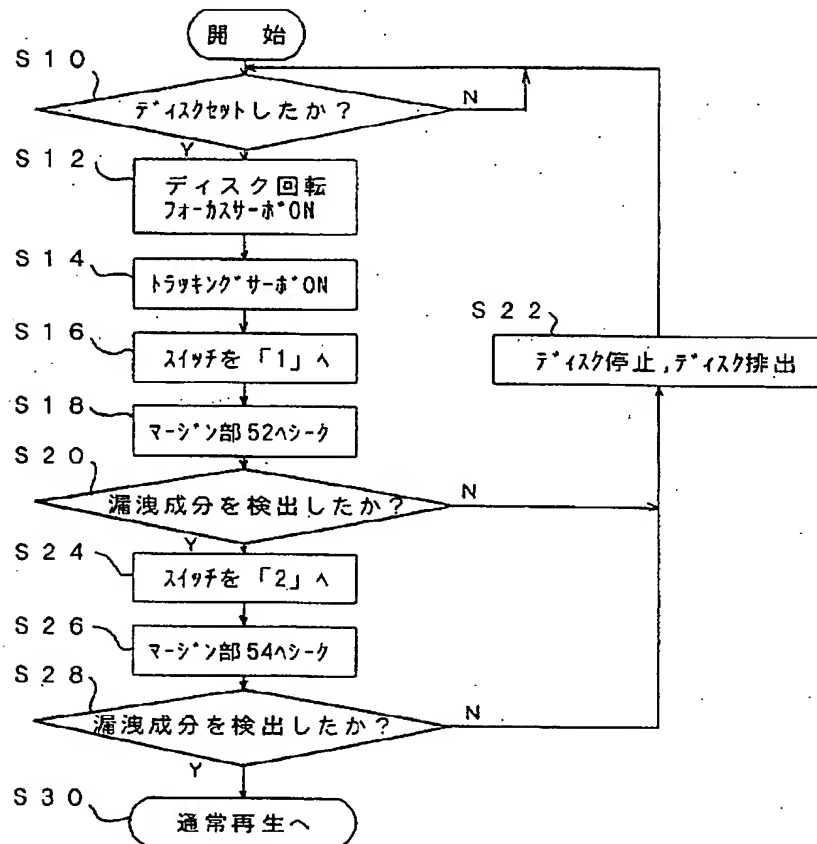 開 始
S10
ディスクセットしたか?
N
Y
S12
ディスク回転
フォーカスサーボON
S14
トラッキングサーボON
S16
スイッチを「1」へ
S18
マージン部52へシーク
S20
漏洩成分を検出したか?
N
Y
S22
ディスク停止,ディスク排出
S24
スイッチを「2」へ
S26
マージン部54へシーク
S28
漏洩成分を検出したか?
N
Y
S30
通常再生へ